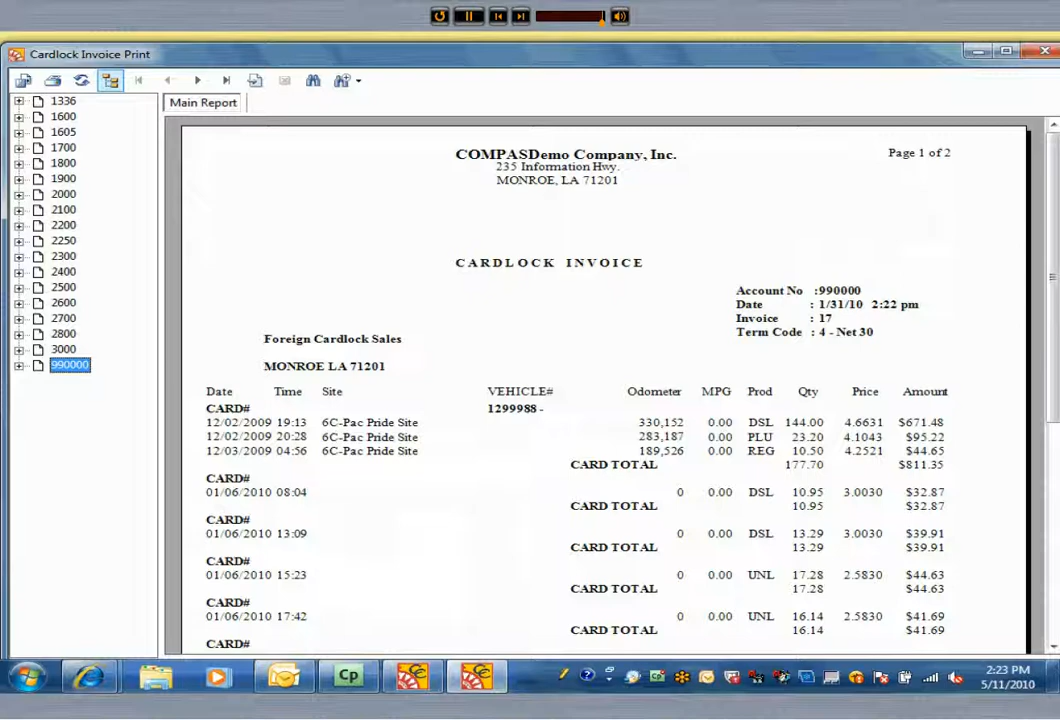 Cardlock Invoice Print
Main Report
1336
1600
1605
1700
1800
1900
2000
2100
2200
2250
2300
2400
2500
2600
2700
2800
3000
990000
COMPASDemo Company, Inc.
Page 1 of 2
235 Information Hwy.
MONROE, LA 71201
CARDLOCK INVOICE
Account No :990000
Date : 1/31/10 2:22 pm
Invoice : 17
Term Code : 4 - Net 30
Foreign Cardlock Sales
MONROE LA 71201
Date Time Site VEHICLE# Odometer MPG Prod Qty Price Amount
CARD# 1299988 -
12/02/2009 19:13 6C-Pac Pride Site 330,152 0.00 DSL 144.00 4.6631 $671.48
12/02/2009 20:28 6C-Pac Pride Site 283,187 0.00 PLU 23.20 4.1043 $95.22
12/03/2009 04:56 6C-Pac Pride Site 189,526 0.00 REG 10.50 4.2521 $44.65
CARD TOTAL 177.70 $811.35
CARD#
01/06/2010 08:04 0 0.00 DSL 10.95 3.0030 $32.87
CARD TOTAL 10.95 $32.87
CARD#
01/06/2010 13:09 0 0.00 DSL 13.29 3.0030 $39.91
CARD TOTAL 13.29 $39.91
CARD#
01/06/2010 15:23 0 0.00 UNL 17.28 2.5830 $44.63
CARD TOTAL 17.28 $44.63
CARD#
01/06/2010 17:42 0 0.00 UNL 16.14 2.5830 $41.69
CARD TOTAL 16.14 $41.69
CARD#
Cp
CC
CC
2:23 PM
5/11/2010